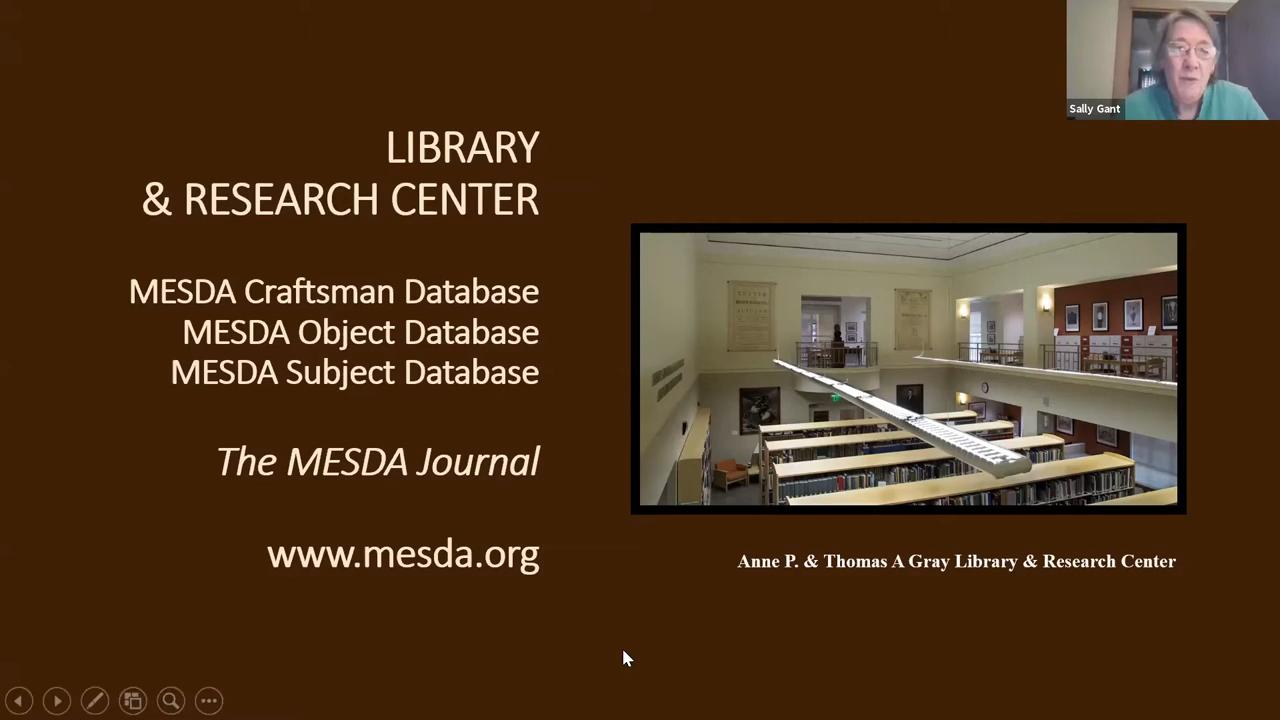 LIBRARY
& RESEARCH CENTER
MESDA Craftsman Database
MESDA Object Database
MESDA Subject Database
The MESDA Journal
www.mesda.org
Anne P. & Thomas A Gray Library & Research Center
Sally Gant